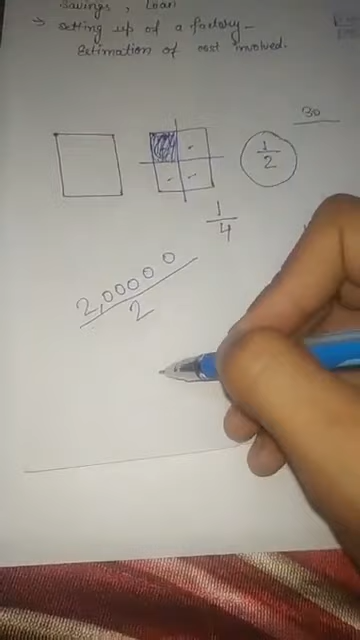 savings, Loan
→ setting up of a factory -
Estimation of cost involved.
30
1
2
1
4
2,00000
2